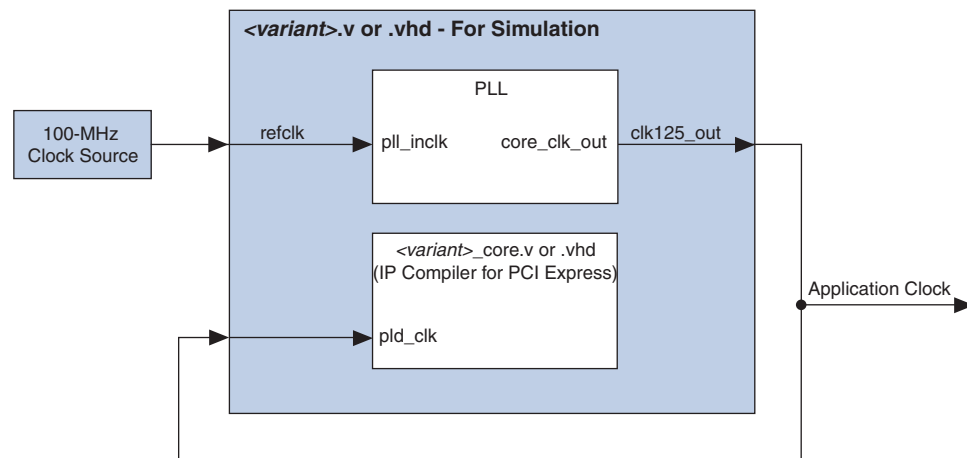 <variant>.v or .vhd - For Simulation
PLL
100-MHz
Clock Source
refclk
pll_inclk
core_clk_out
clk125_out
<variant>_core.v or .vhd
(IP Compiler for PCI Express)
Application Clock
pld_clk